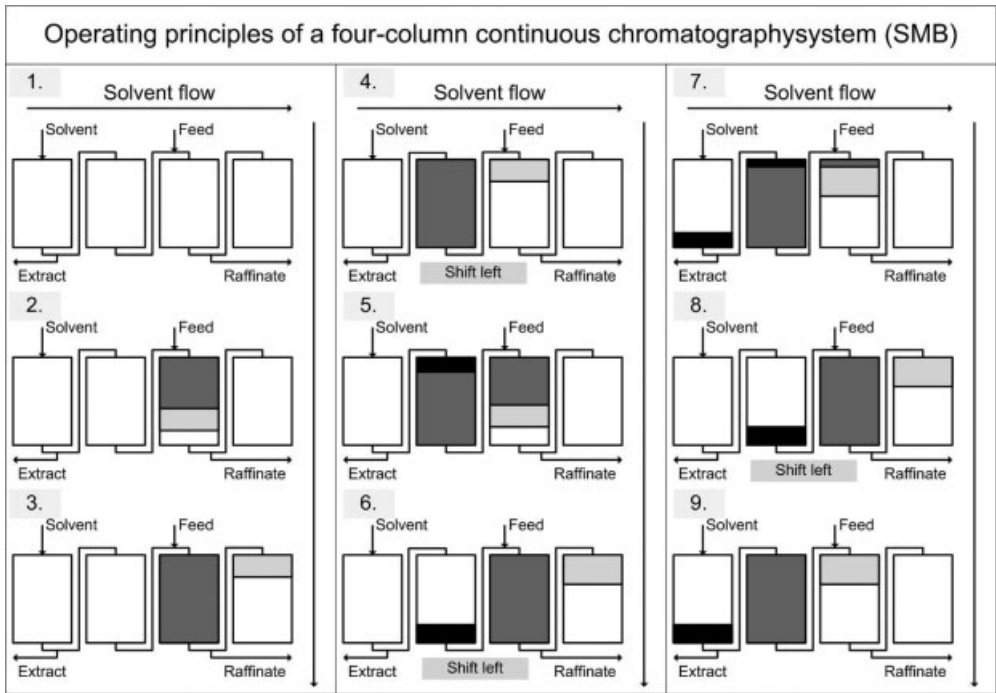 Operating principles of a four-column continuous chromatographysystem (SMB)
1.
Solvent flow
Solvent
Feed
Extract
Raffinate
2.
Solvent
Feed
Extract
Raffinate
3.
Solvent
Feed
Extract
Raffinate
4.
Solvent flow
Solvent
Feed
Extract
Shift left
Raffinate
5.
Solvent
Feed
Extract
Raffinate
6.
Solvent
Feed
Extract
Shift left
Raffinate
7.
Solvent flow
Solvent
Feed
Extract
Raffinate
8.
Solvent
Feed
Extract
Shift left
Raffinate
9.
Solvent
Feed
Extract
Raffinate